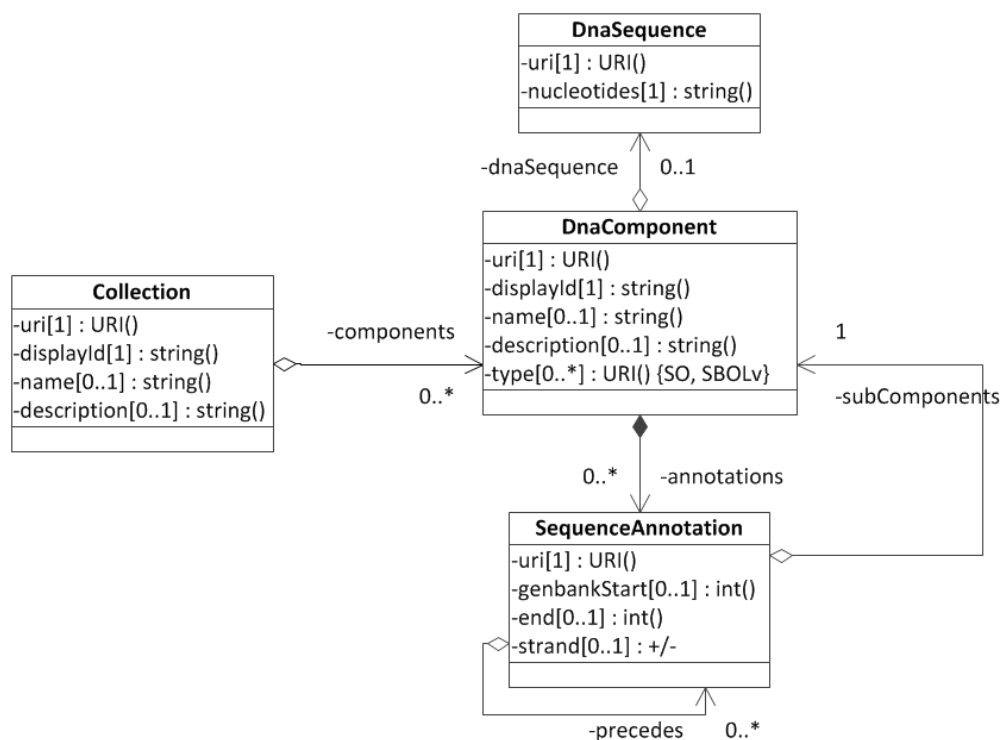 DnaSequence
-uri[1] : URI()
-nucleotides[1] : string()
-dnaSequence
0..1
DnaComponent
-uri[1] : URI()
-displayId[1] : string()
-name[0..1] : string()
-description[0..1] : string()
-type[0..*] : URI() {SO, SBOLv}
Collection
-uri[1] : URI()
-displayId[1] : string()
-name[0..1] : string()
-description[0..1] : string()
-components
0..*
1
-subComponents
0..*
-annotations
SequenceAnnotation
-uri[1] : URI()
-genbankStart[0..1] : int()
-end[0..1] : int()
-strand[0..1] : +/-
-precedes
0..*